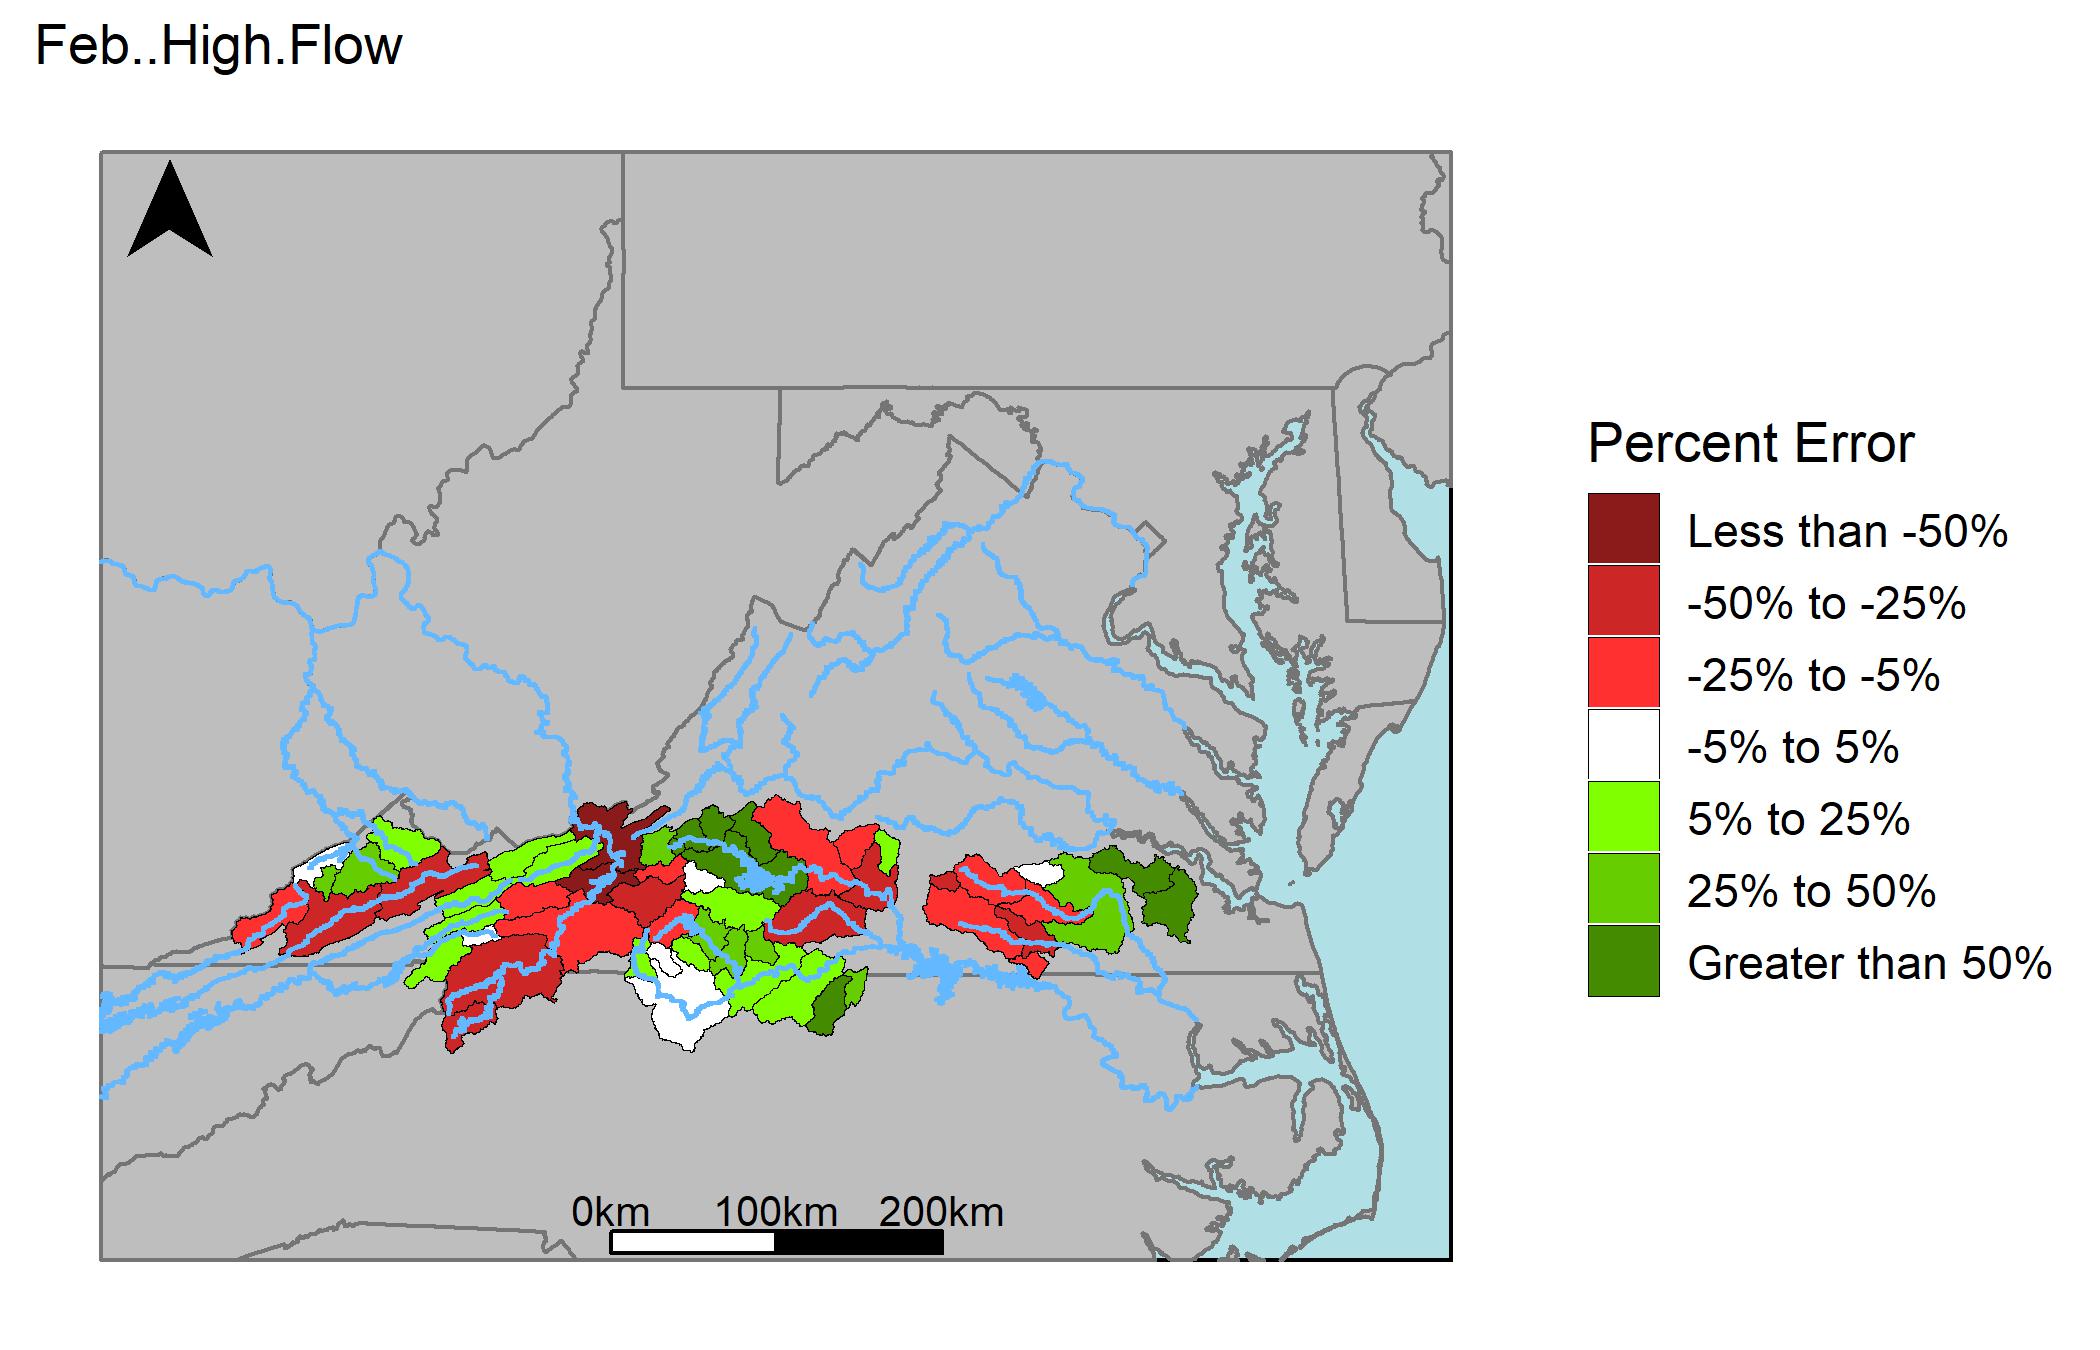 Feb..High.Flow
Percent Error
Less than -50%
-50% to -25%
-25% to -5%
-5% to 5%
5% to 25%
25% to 50%
Greater than 50%
0km 100km 200km